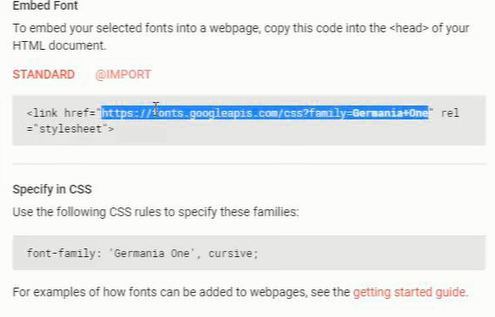 Embed Font
To embed your selected fonts into a webpage, copy this code into the <head> of your
HTML document.
STANDARD @IMPORT
<link href="https://fonts.googleapis.com/css?family=Germania+One" rel
="stylesheet">
Specify in CSS
Use the following CSS rules to specify these families:
font-family: 'Germania One', cursive;
For examples of how fonts can be added to webpages, see the getting started guide.